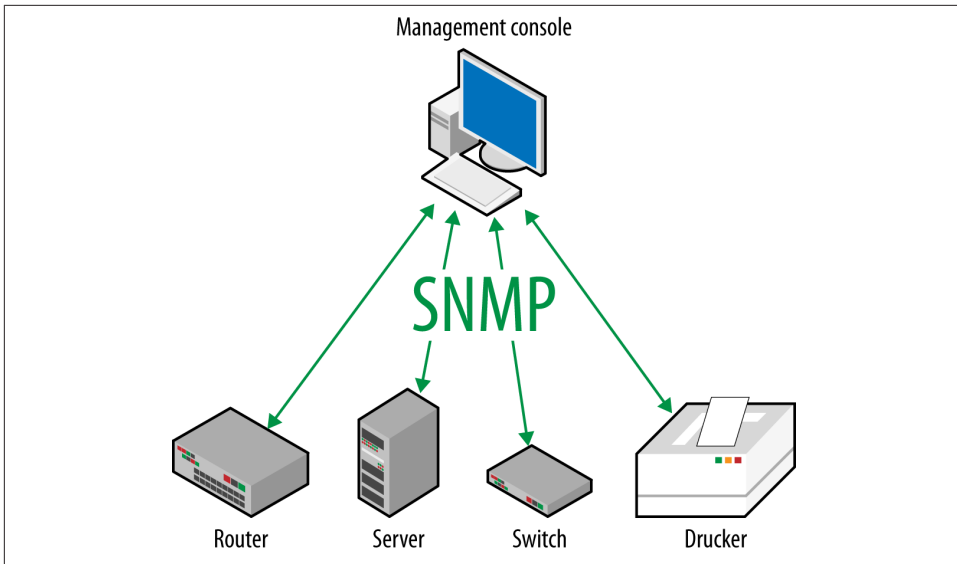 Management console
SNMP
Router
Server
Switch
Drucker